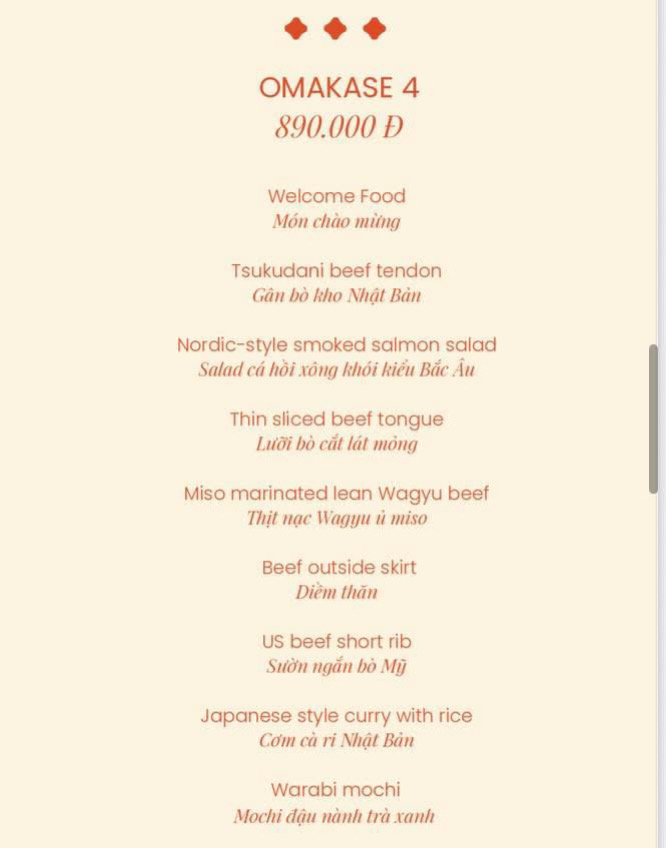 OMAKASE 4
890.000 Đ
Welcome Food
Món chào mừng
Tsukudani beef tendon
Gân bò kho Nhật Bản
Nordic-style smoked salmon salad
Salad cá hồi xông khói kiểu Bắc Âu
Thin sliced beef tongue
Lưỡi bò cắt lát mỏng
Miso marinated lean Wagyu beef
Thịt nạc Wagyu ủ miso
Beef outside skirt
Diềm thăn
US beef short rib
Sườn ngắn bò Mỹ
Japanese style curry with rice
Cơm cà ri Nhật Bản
Warabi mochi
Mochi đậu nành trà xanh